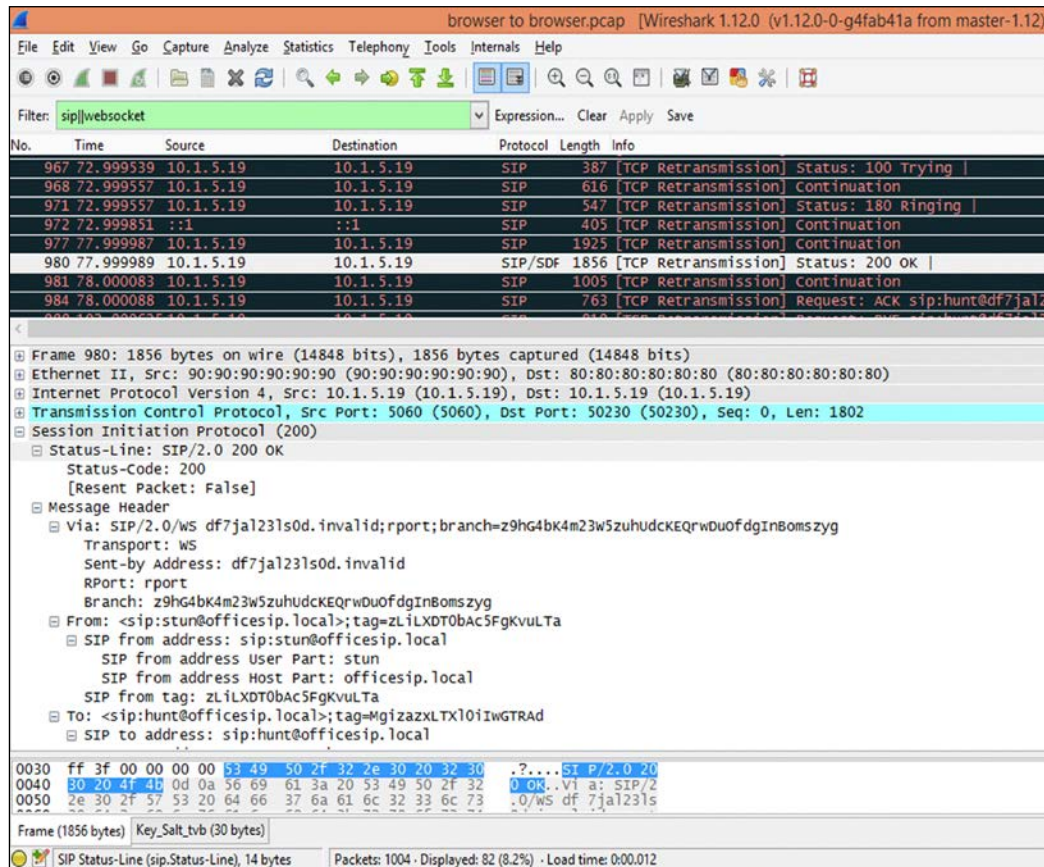 browser to browser.pcap [Wireshark 1.12.0 (v1.12.0-0-g4fab41a from master-1.12)
File Edit View Go Capture Analyze Statistics Telephony Tools Internals Help
Filter: sip||websocket Expression... Clear Apply Save
No. Time Source Destination Protocol Length Info
967 72.999539 10.1.5.19 10.1.5.19 SIP 387 [TCP Retransmission] Status: 100 Trying |
968 72.999557 10.1.5.19 10.1.5.19 SIP 616 [TCP Retransmission] Continuation
971 72.999557 10.1.5.19 10.1.5.19 SIP 547 [TCP Retransmission] Status: 180 Ringing |
972 72.999851 ::1 ::1 SIP 405 [TCP Retransmission] Continuation
977 77.999987 10.1.5.19 10.1.5.19 SIP 1925 [TCP Retransmission] Continuation
980 77.999989 10.1.5.19 10.1.5.19 SIP/SDF 1856 [TCP Retransmission] Status: 200 OK |
981 78.000083 10.1.5.19 10.1.5.19 SIP 1005 [TCP Retransmission] Continuation
984 78.000088 10.1.5.19 10.1.5.19 SIP 763 [TCP Retransmission] Request: ACK sip:hunt@df7jal2
Frame 980: 1856 bytes on wire (14848 bits), 1856 bytes captured (14848 bits)
Ethernet II, Src: 90:90:90:90:90:90 (90:90:90:90:90:90), Dst: 80:80:80:80:80:80 (80:80:80:80:80:80)
Internet Protocol Version 4, Src: 10.1.5.19 (10.1.5.19), Dst: 10.1.5.19 (10.1.5.19)
Transmission Control Protocol, Src Port: 5060 (5060), Dst Port: 50230 (50230), Seq: 0, Len: 1802
Session Initiation Protocol (200)
Status-Line: SIP/2.0 200 OK
Status-Code: 200
[Resent Packet: False]
Message Header
Via: SIP/2.0/WS df7jal23ls0d.invalid;rport;branch=z9hG4bK4m23W5zuhUdcKEQrwDuOfdgInBomszyg
Transport: WS
Sent-by Address: df7jal23ls0d.invalid
RPort: rport
Branch: z9hG4bK4m23W5zuhUdcKEQrwDuOfdgInBomszyg
From: <sip:stun@officesip.local>;tag=zLiLXDT0bAc5FgKvuLTa
SIP from address: sip:stun@officesip.local
SIP from address User Part: stun
SIP from address Host Part: officesip.local
SIP from tag: zLiLXDT0bAc5FgKvuLTa
To: <sip:hunt@officesip.local>;tag=MgizazxLTXl0iIwGTRAd
SIP to address: sip:hunt@officesip.local
0030 ff 3f 00 00 00 00 53 49 50 2f 32 2e 30 20 32 30 .?....SI P/2.0 20
0040 30 20 4f 4b 0d 0a 56 69 61 3a 20 53 49 50 2f 32 0 OK..Vi a: SIP/2
0050 2e 30 2f 57 53 20 64 66 37 6a 61 6c 32 33 6c 73 .0/WS df 7jal23ls
Frame (1856 bytes) Key_Salt_tvb (30 bytes)
SIP Status-Line (sip.Status-Line), 14 bytes Packets: 1004 · Displayed: 82 (8.2%) · Load time: 0:00.012